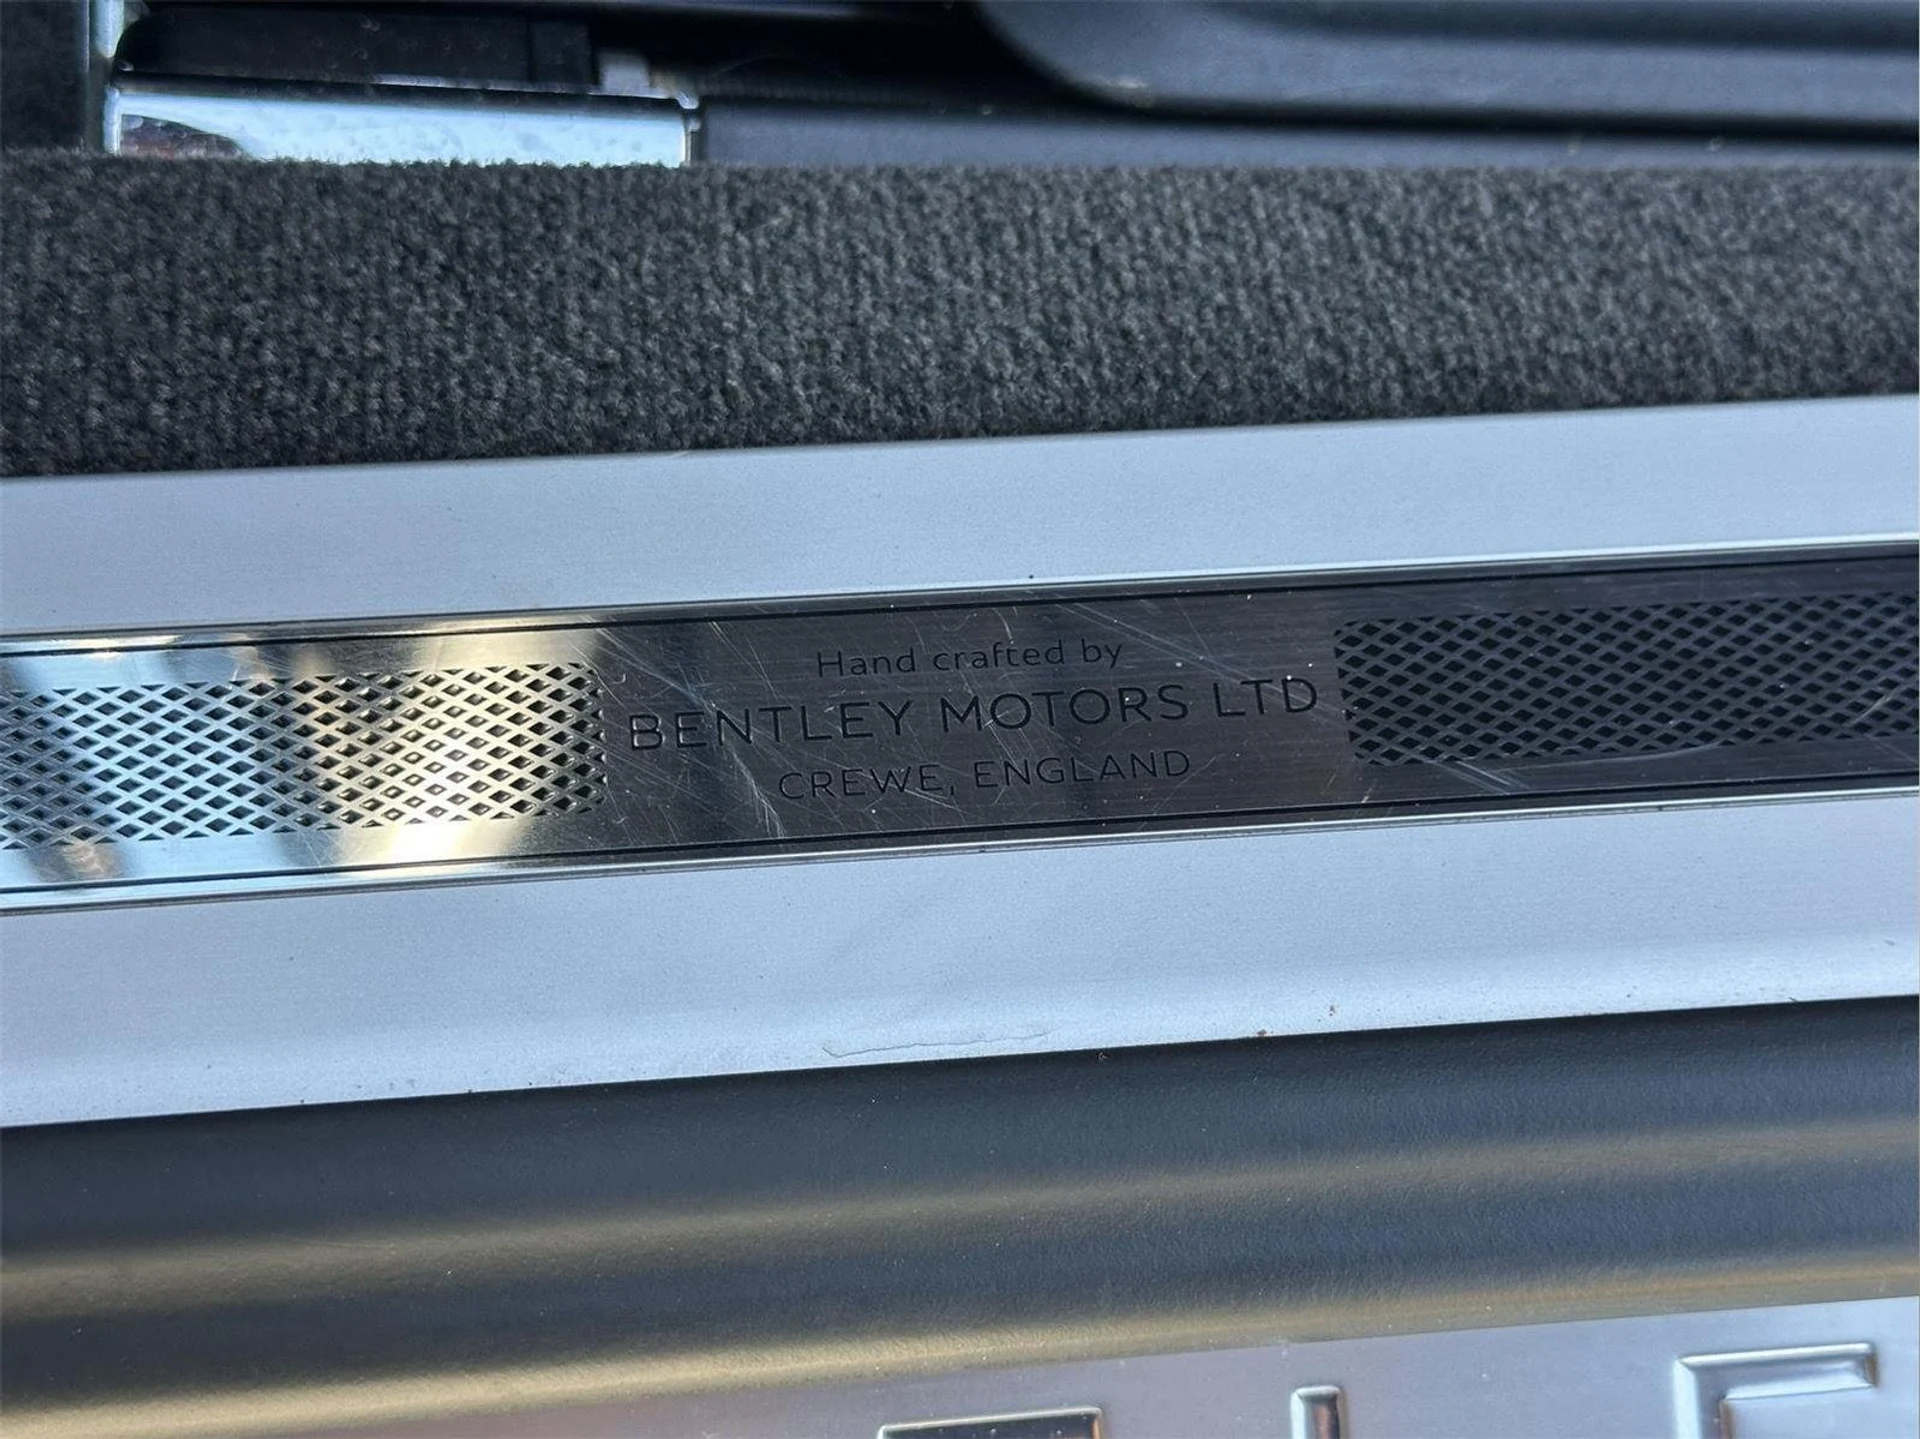 Hand crafted by
BENTLEY MOTORS LTD
CREWE, ENGLAND